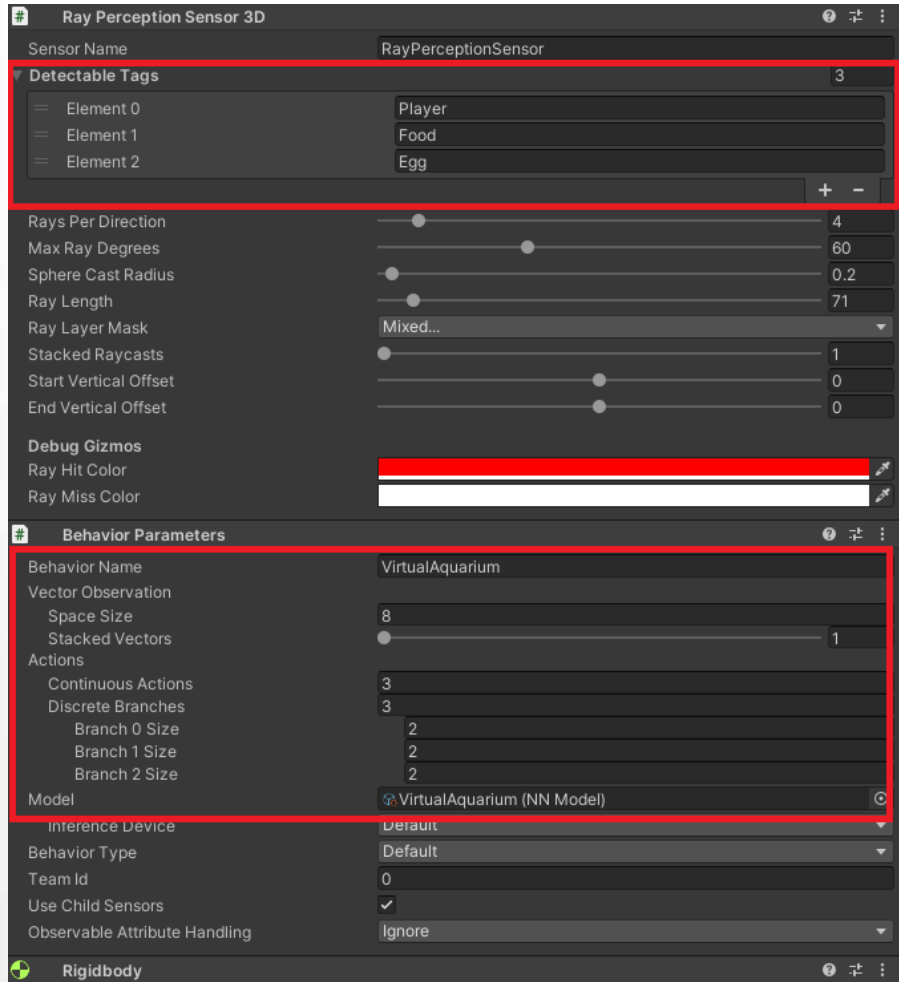 Ray Perception Sensor 3D
Sensor Name RayPerceptionSensor
Detectable Tags 3
Element 0 Player
Element 1 Food
Element 2 Egg
+ -
Rays Per Direction 4
Max Ray Degrees 60
Sphere Cast Radius 0.2
Ray Length 71
Ray Layer Mask Mixed...
Stacked Raycasts 1
Start Vertical Offset 0
End Vertical Offset 0
Debug Gizmos
Ray Hit Color
Ray Miss Color
Behavior Parameters
Behavior Name VirtualAquarium
Vector Observation
Space Size 8
Stacked Vectors 1
Actions
Continuous Actions 3
Discrete Branches 3
Branch 0 Size 2
Branch 1 Size 2
Branch 2 Size 2
Model VirtualAquarium (NN Model)
Inference Device Default
Behavior Type Default
Team Id 0
Use Child Sensors
Observable Attribute Handling Ignore
Rigidbody